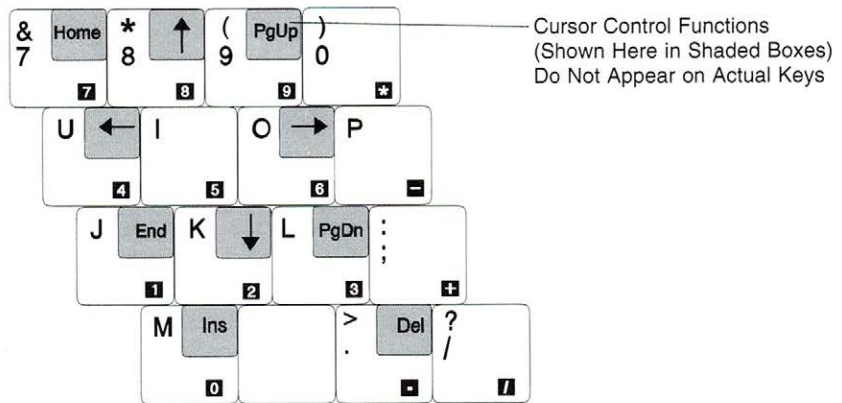 & Home * ↑ ( PgUp )
7 8 9 0
7 8 9 *
U ← I O → P
4 5 6 -
J End K ↓ L PgDn :
;
1 2 3 +
M Ins > Del ?
. /
0 . /
Cursor Control Functions
(Shown Here in Shaded Boxes)
Do Not Appear on Actual Keys